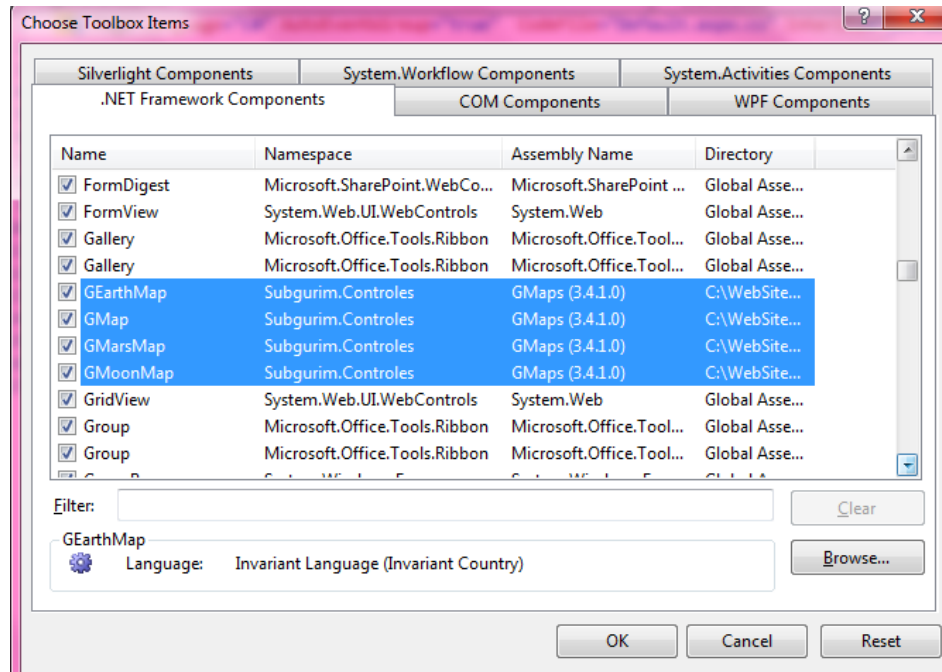 Choose Toolbox Items
Silverlight Components System.Workflow Components System.Activities Components
.NET Framework Components COM Components WPF Components
Name Namespace Assembly Name Directory
FormDigest Microsoft.SharePoint.WebCo... Microsoft.SharePoint ... Global Asse...
FormView System.Web.UI.WebControls System.Web Global Asse...
Gallery Microsoft.Office.Tools.Ribbon Microsoft.Office.Tool... Global Asse...
Gallery Microsoft.Office.Tools.Ribbon Microsoft.Office.Tool... Global Asse...
GEarthMap Subgurim.Controles GMaps (3.4.1.0) C:\WebSite...
GMap Subgurim.Controles GMaps (3.4.1.0) C:\WebSite...
GMarsMap Subgurim.Controles GMaps (3.4.1.0) C:\WebSite...
GMoonMap Subgurim.Controles GMaps (3.4.1.0) C:\WebSite...
GridView System.Web.UI.WebControls System.Web Global Asse...
Group Microsoft.Office.Tools.Ribbon Microsoft.Office.Tool... Global Asse...
Group Microsoft.Office.Tools.Ribbon Microsoft.Office.Tool... Global Asse...
Filter: Clear
GEarthMap
Language: Invariant Language (Invariant Country) Browse...
OK Cancel Reset